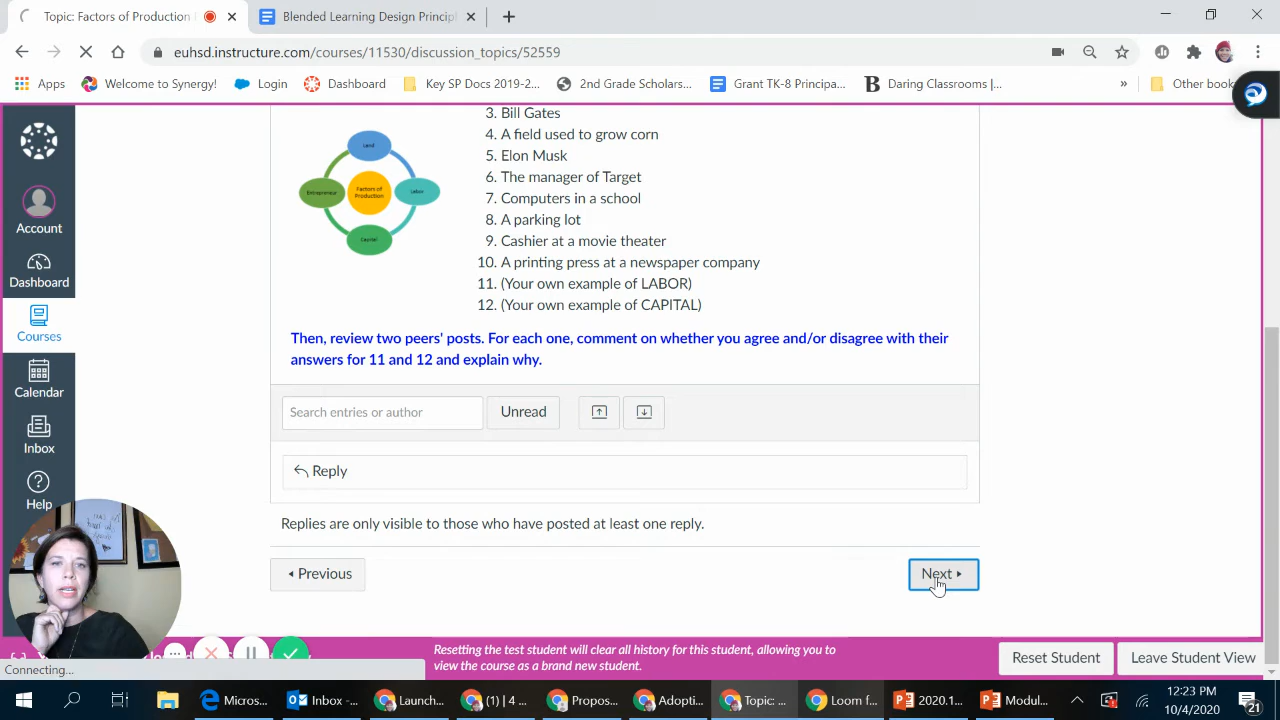 Topic: Factors of Production
Blended Learning Design Princip
euhsd.instructure.com/courses/11530/discussion_topics/52559
Apps
Welcome to Synergy!
Login
Dashboard
Key SP Docs 2019-2...
2nd Grade Scholars...
Grant TK-8 Principa...
Daring Classrooms |...
»
Other book
Account
Dashboard
Courses
Calendar
Inbox
Help
Land
Entrepreneur
Factors of
Production
Labor
Capital
3. Bill Gates
4. A field used to grow corn
5. Elon Musk
6. The manager of Target
7. Computers in a school
8. A parking lot
9. Cashier at a movie theater
10. A printing press at a newspaper company
11. (Your own example of LABOR)
12. (Your own example of CAPITAL)
Then, review two peers' posts. For each one, comment on whether you agree and/or disagree with their
answers for 11 and 12 and explain why.
Search entries or author
Unread
Reply
Replies are only visible to those who have posted at least one reply.
Previous
Next
Resetting the test student will clear all history for this student, allowing you to
view the course as a brand new student.
Reset Student
Leave Student View
Connecting...
Micros...
Inbox -...
Launch...
(1) | 4 ...
Propos...
Adopti...
Topic: ...
Loom f...
2020.1...
Modul...
12:23 PM
10/4/2020
21